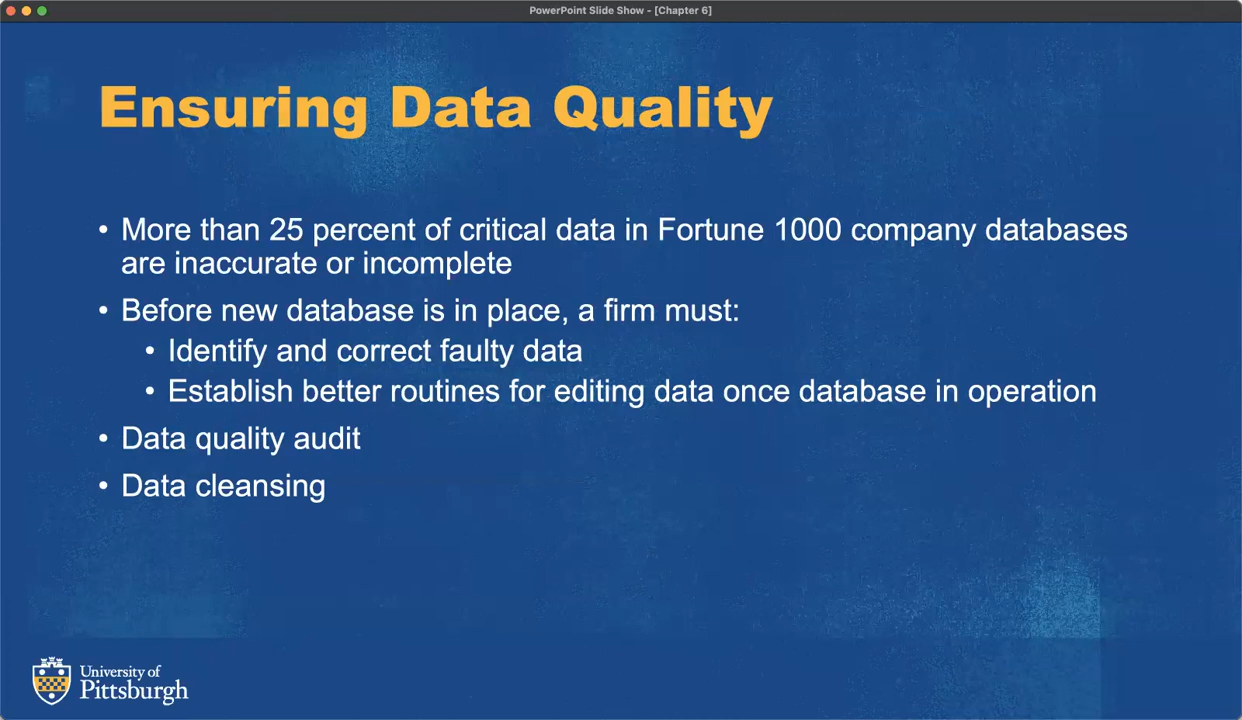 PowerPoint Slide Show - [Chapter 6]
Ensuring Data Quality
• More than 25 percent of critical data in Fortune 1000 company databases
are inaccurate or incomplete
• Before new database is in place, a firm must:
• Identify and correct faulty data
• Establish better routines for editing data once database in operation
• Data quality audit
• Data cleansing
University of
Pittsburgh